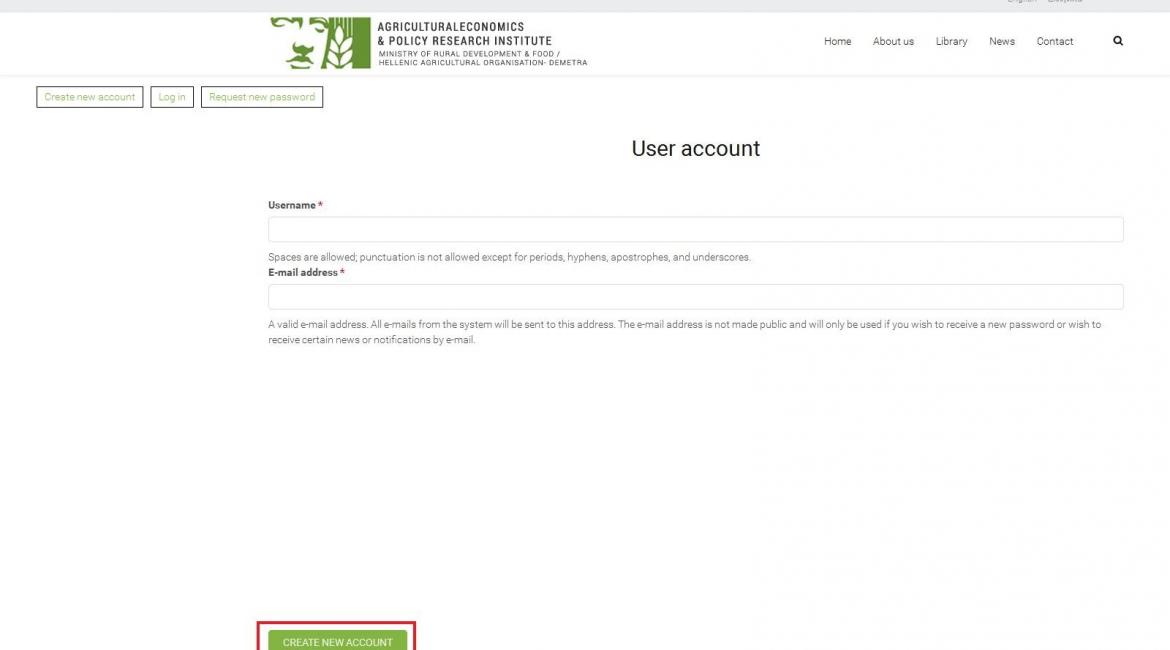 AGRICULTURALECONOMICS
& POLICY RESEARCH INSTITUTE
MINISTRY OF RURAL DEVELOPMENT & FOOD /
HELLENIC AGRICULTURAL ORGANISATION- DEMETRA
Home About us Library News Contact
Create new account Log in Request new password
User account
Username *
Spaces are allowed; punctuation is not allowed except for periods, hyphens, apostrophes, and underscores.
E-mail address *
A valid e-mail address. All e-mails from the system will be sent to this address. The e-mail address is not made public and will only be used if you wish to receive a new password or wish to
receive certain news or notifications by e-mail.
CREATE NEW ACCOUNT